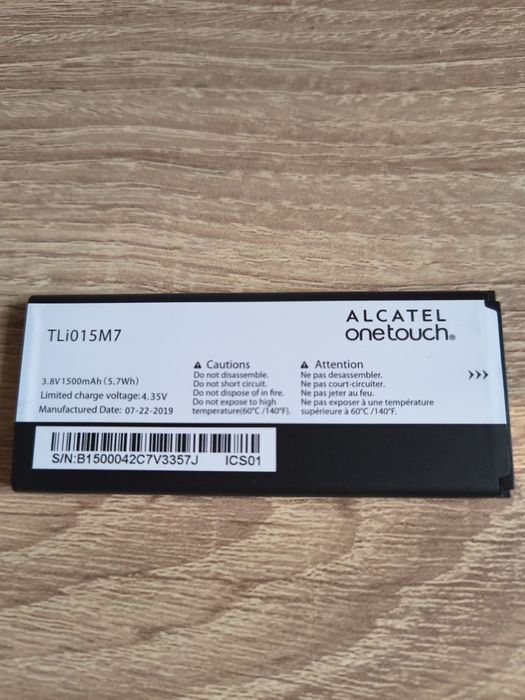 ALCATEL
onetouch®
TLi015M7
3.8V1500mAh(5.7Wh)
Limited charge voltage:4.35V
Manufactured Date: 07-22-2019
⚠ Cautions
Do not disassemble.
Do not short circuit.
Do not dispose of in fire.
Do not expose to high
temperature(60℃/140°F).
⚠ Attention
Ne pas desassembler.
Ne pas court-circuiter.
Ne pas jeter au feu.
Ne pas exposer à une température
supérieure à 60℃/140°F).
>>>
S/N:B1500042C7V3357J ICS01